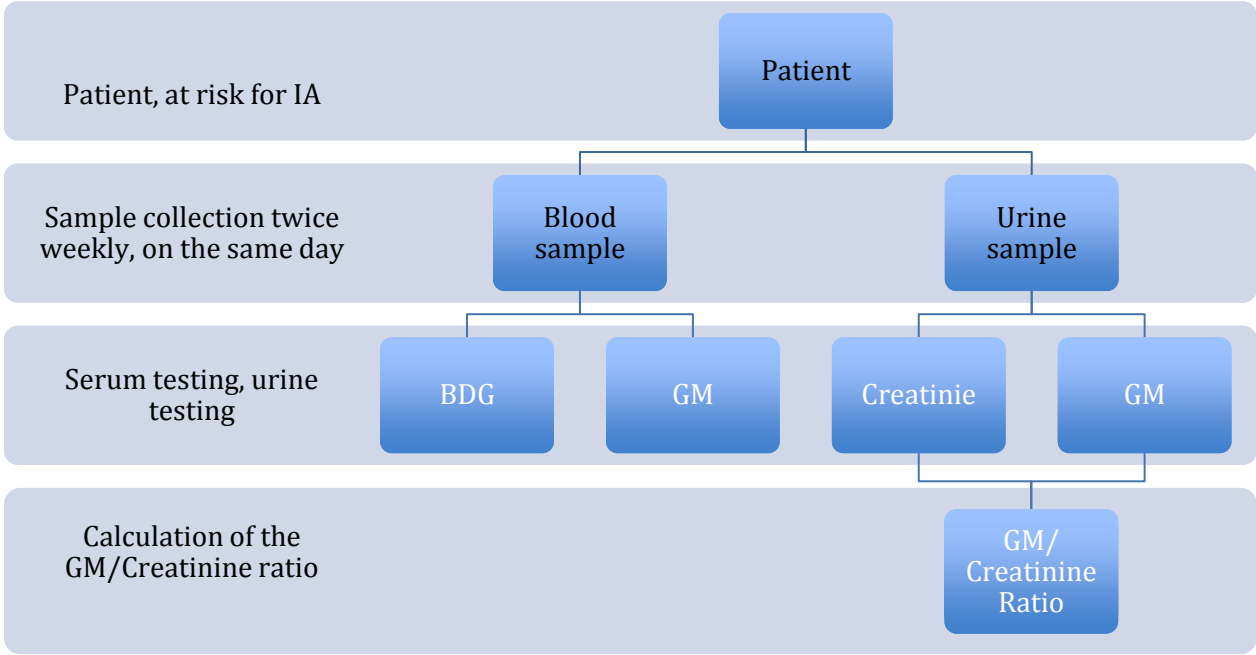 Patient, at risk for IA
Patient
Sample collection twice
weekly, on the same day
Blood
sample
Urine
sample
Serum testing, urine
testing
BDG
GM
Creatinie
GM
Calculation of the
GM/Creatinine ratio
GM/
Creatinine
Ratio